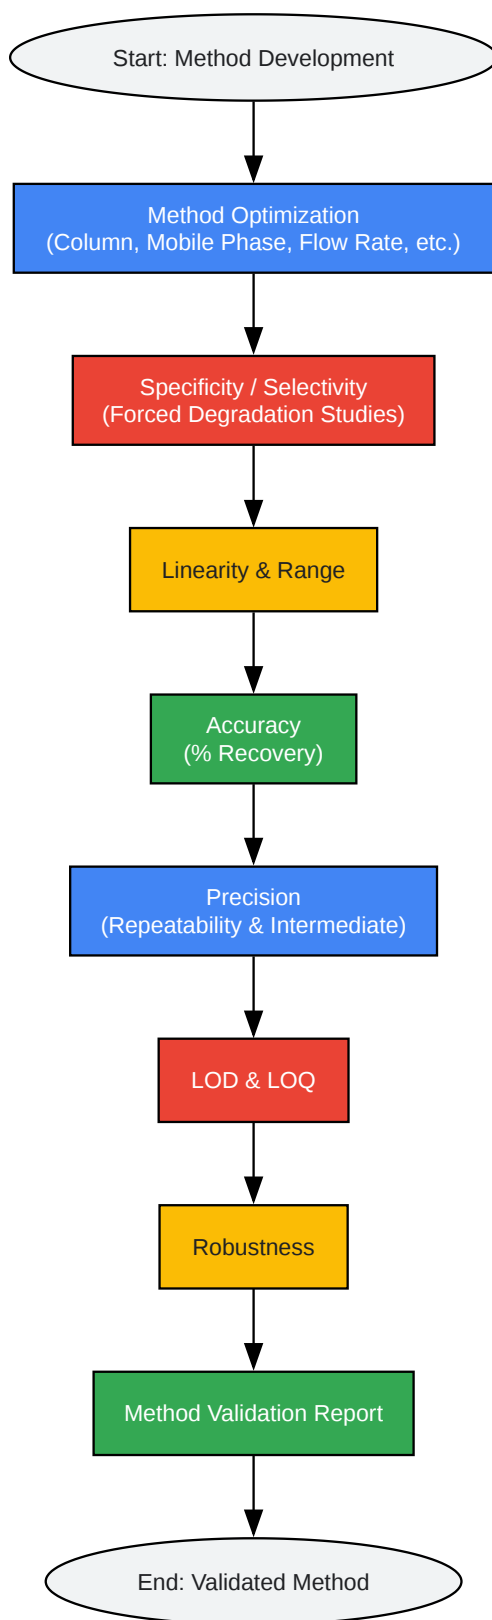 Start: Method Development
Method Optimization
(Column, Mobile Phase, Flow Rate, etc.)
Specificity / Selectivity
(Forced Degradation Studies)
Linearity & Range
Accuracy
(% Recovery)
Precision
(Repeatability & Intermediate)
LOD & LOQ
Robustness
Method Validation Report
End: Validated Method